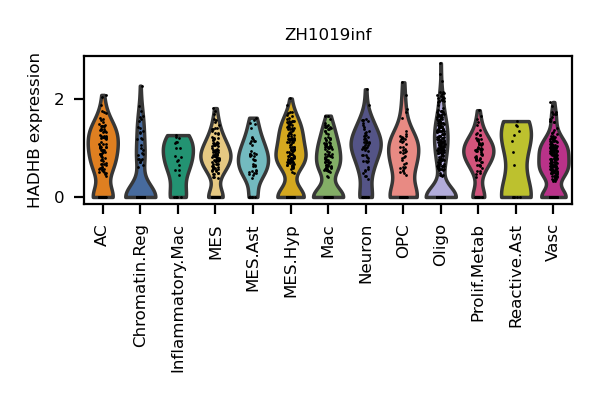 ZH1019inf
HADHB expression
2
0
AC
Chromatin.Reg
Inflammatory.Mac
MES
MES.Ast
MES.Hyp
Mac
Neuron
OPC
Oligo
Prolif.Metab
Reactive.Ast
Vasc